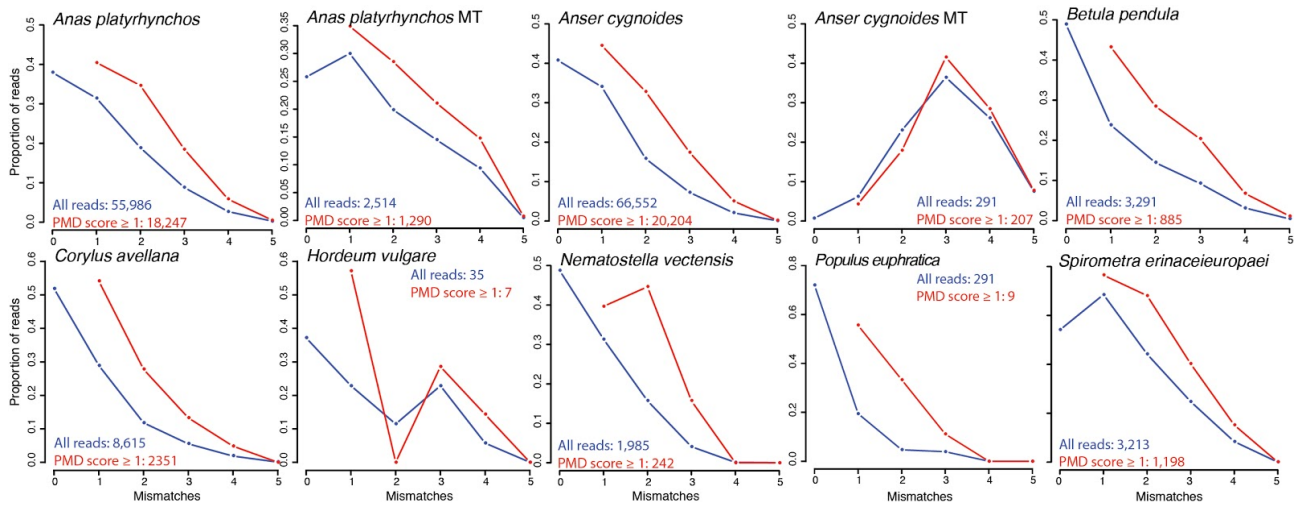 Anas platyrhynchos
Proportion of reads
0.0 0.1 0.2 0.3 0.4 0.5
All reads: 55,986
PMD score ≥ 1: 18,247
0 1 2 3 4 5
Anas platyrhynchos MT
0.00 0.05 0.10 0.15 0.20 0.25 0.30 0.35
All reads: 2,514
PMD score ≥ 1: 1,290
0 1 2 3 4 5
Anser cygnoides
0.0 0.1 0.2 0.3 0.4 0.5
All reads: 66,552
PMD score ≥ 1: 20,204
0 1 2 3 4 5
Anser cygnoides MT
0.0 0.1 0.2 0.3 0.4 0.5
All reads: 291
PMD score ≥ 1: 207
0 1 2 3 4 5
Betula pendula
0.0 0.1 0.2 0.3 0.4 0.5
All reads: 3,291
PMD score ≥ 1: 885
0 1 2 3 4 5
Corylus avellana
Proportion of reads
0.0 0.1 0.2 0.3 0.4 0.5 0.6
All reads: 8,615
PMD score ≥ 1: 2351
0 1 2 3 4 5
Mismatches
Hordeum vulgare
0.0 0.1 0.2 0.3 0.4 0.5 0.6
All reads: 35
PMD score ≥ 1: 7
0 1 2 3 4 5
Mismatches
Nematostella vectensis
0.0 0.1 0.2 0.3 0.4 0.5
All reads: 1,985
PMD score ≥ 1: 242
0 1 2 3 4 5
Mismatches
Populus euphratica
0.0 0.2 0.4 0.6 0.8
All reads: 291
PMD score ≥ 1: 9
0 1 2 3 4 5
Mismatches
Spirometra erinaceieuropaei
All reads: 3,213
PMD score ≥ 1: 1,198
0 1 2 3 4 5
Mismatches